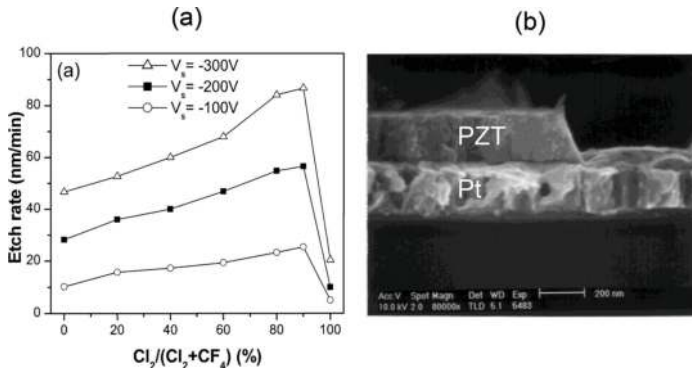 (a)
(b)
(a)
Vs= -300V
Vs= -200V
Vs= -100V
Etch rate (nm/min)
100
80
60
40
20
0
0 20 40 60 80 100
Cl2/(Cl2+CF4) (%)
PZT
Pt
Acc.V Spot Magn Det WD Exp
10.0 kV 2.0 80000x TLD 5.1 5483
200 nm